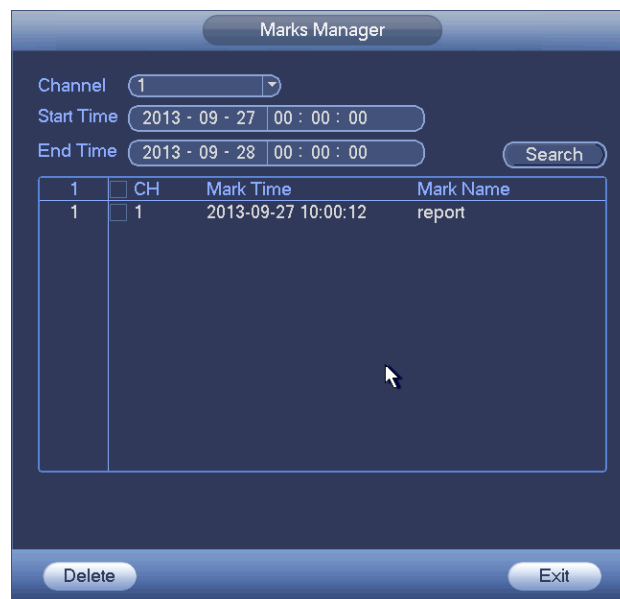 Marks Manager
Channel 1
Start Time 2013 - 09 - 27 00 : 00 : 00
End Time 2013 - 09 - 28 00 : 00 : 00 Search
1 CH Mark Time Mark Name
1 1 2013-09-27 10:00:12 report
Delete Exit